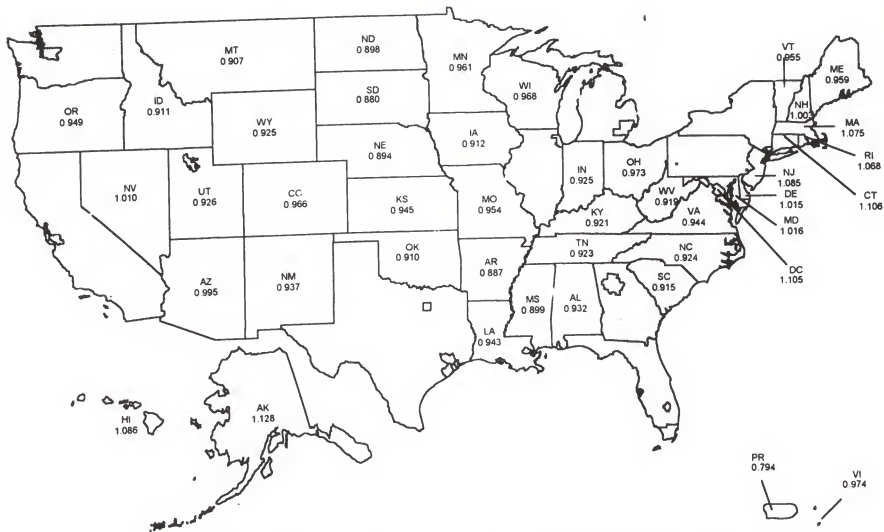 MT
0.907
ND
0.898
MN
0.961
VT
0.955
ME
0.959
WI
0.968
NH
1.003
OR
0.949
ID
0.911
SD
0.880
WY
0.925
MA
1.075
IA
0.912
NE
0.894
RI
1.068
IN
0.925
OH
0.973
NJ
1.085
DE
1.015
CT
1.106
NV
1.010
UT
0.926
CO
0.966
KS
0.945
MO
0.954
WV
0.919
VA
0.944
MD
1.016
KY
0.921
DC
1.105
TN
0.923
NC
0.924
OK
0.910
AR
0.887
AZ
0.995
NM
0.937
SC
0.915
MS
0.899
AL
0.932
LA
0.943
HI
1.086
AK
1.128
PR
0.794
VI
0.974